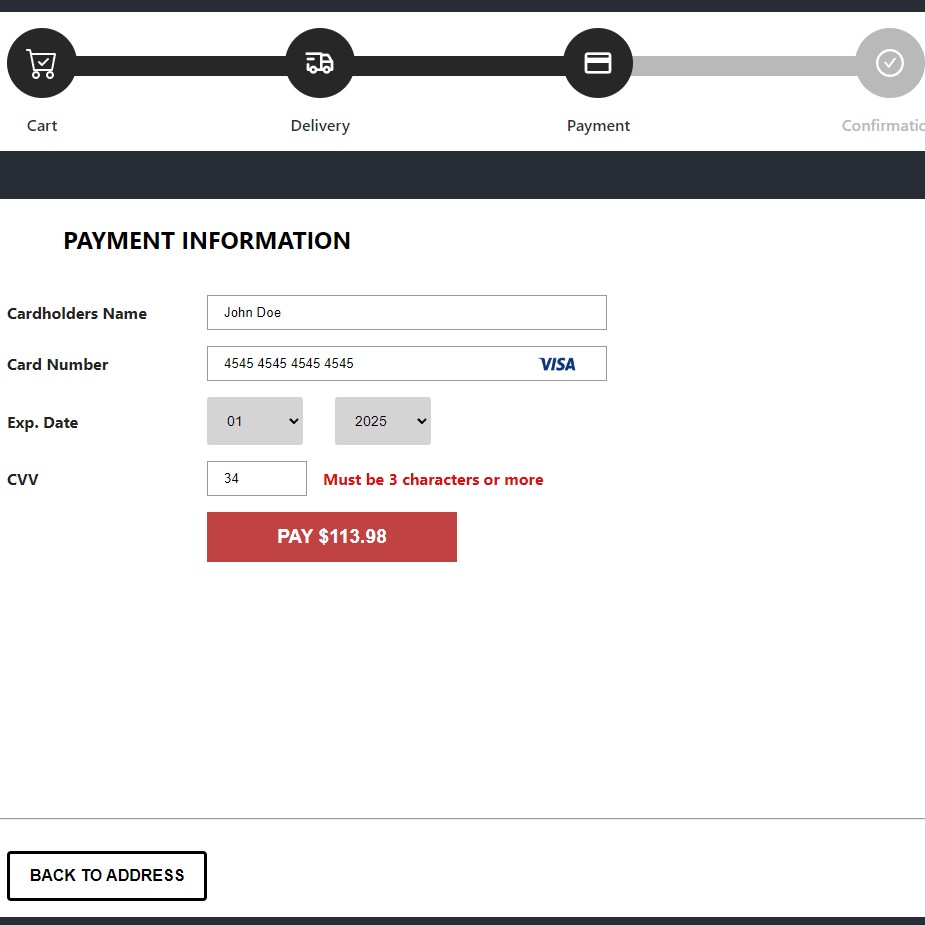 Cart
Delivery
Payment
PAYMENT INFORMATION
Cardholders Name
John Doe
Card Number
4545 4545 4545 4545
VISA
Exp. Date
01
2025
CVV
34
Must be 3 characters or more
PAY $113.98
BACK TO ADDRESS